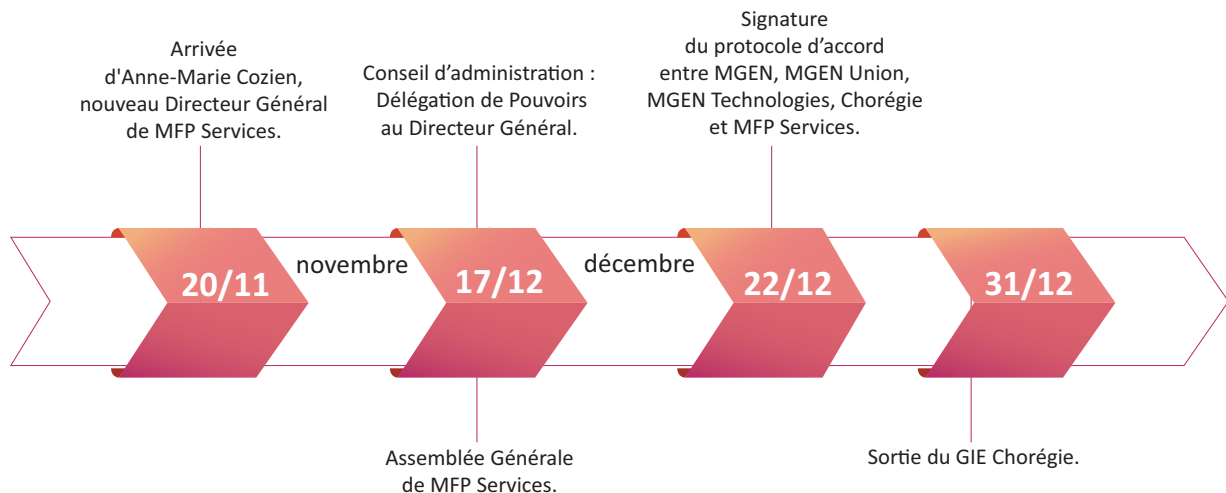 Arrivée
d'Anne-Marie Cozien,
nouveau Directeur Général
de MFP Services.
Conseil d’administration :
Délégation de Pouvoirs
au Directeur Général.
Signature
du protocole d’accord
entre MGEN, MGEN Union,
MGEN Technologies, Chorégie
et MFP Services.
20/11
novembre
17/12
décembre
22/12
31/12
Assemblée Générale
de MFP Services.
Sortie du GIE Chorégie.